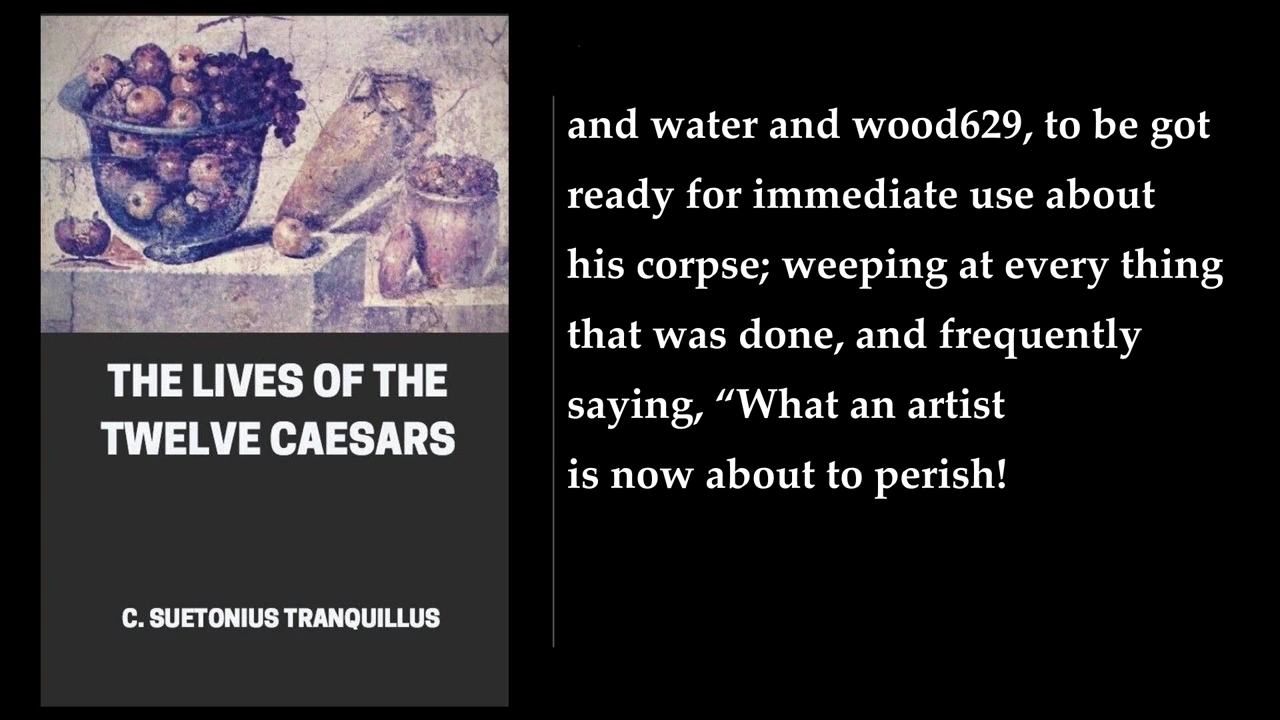 THE LIVES OF THE
TWELVE CAESARS
C. SUETONIUS TRANQUILLUS
and water and wood629, to be got
ready for immediate use about
his corpse; weeping at every thing
that was done, and frequently
saying, “What an artist
is now about to perish!